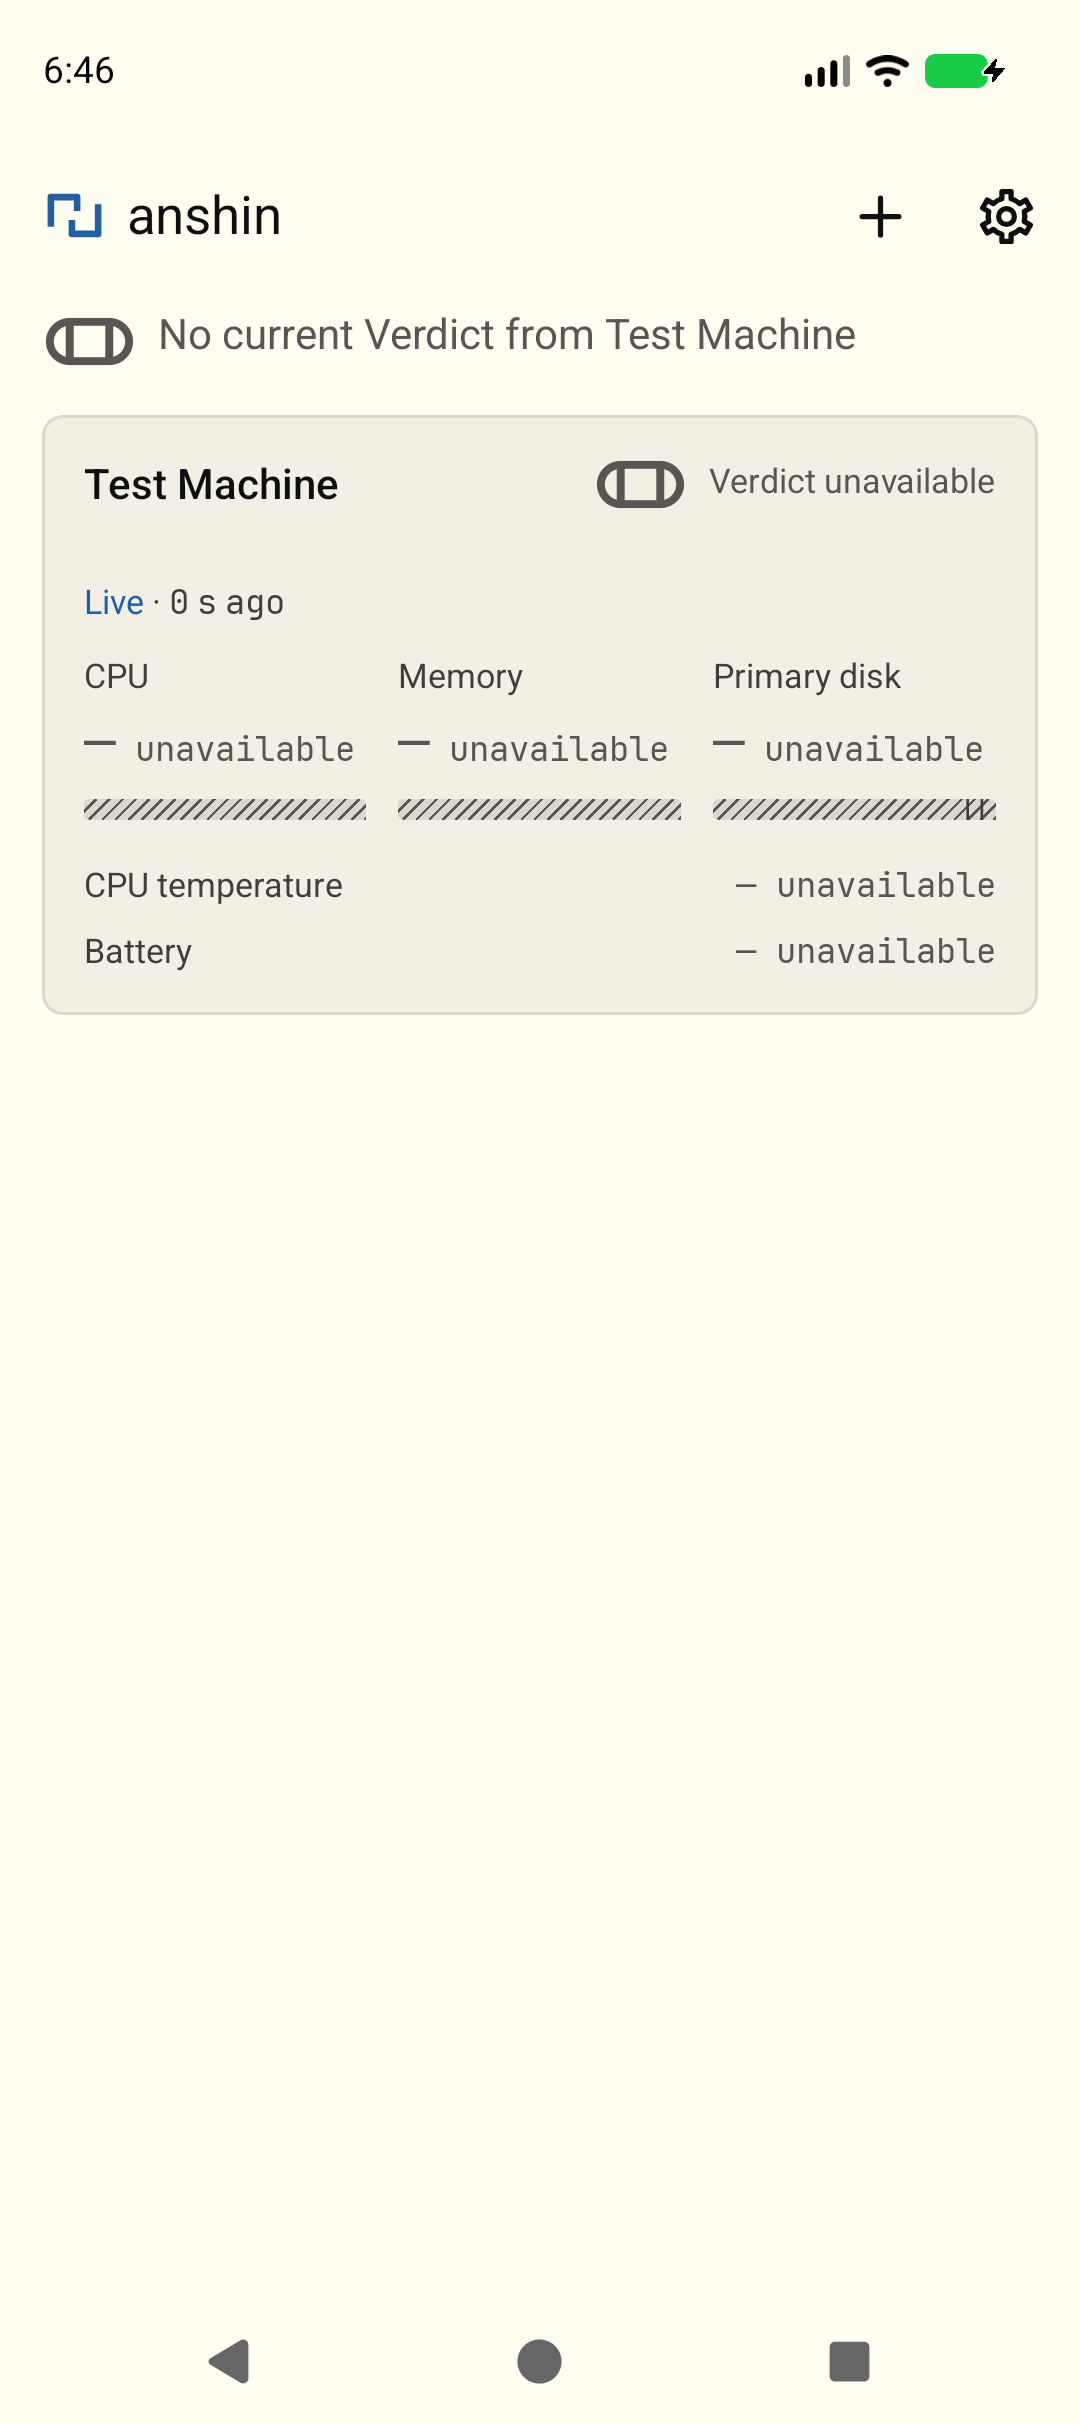 6:46
anshin
No current Verdict from Test Machine
Test Machine
Verdict unavailable
Live · 0 s ago
CPU Memory Primary disk
— unavailable — unavailable — unavailable
CPU temperature — unavailable
Battery — unavailable